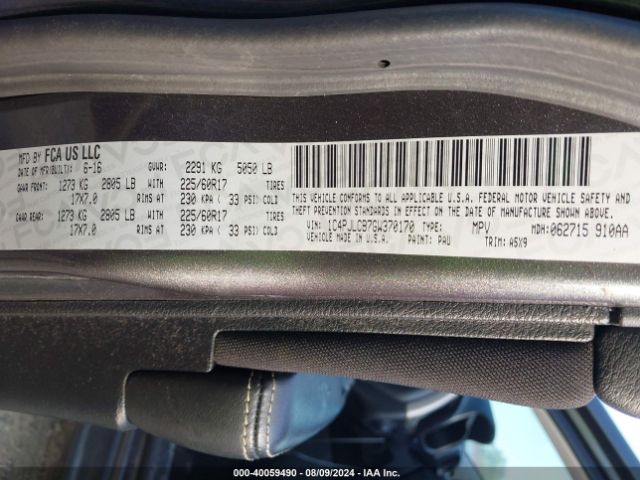 MFD BY FCA US LLC
DATE OF MFR(BUILT): 6-16 GVWR: 2291 KG 5050 LB
GAWR FRONT: 1273 KG 2805 LB WITH 225/60R17 TIRES
17X7.0 RIMS AT 230 KPA ( 33 PSI) COLD
GAWR REAR: 1273 KG 2805 LB WITH 225/60R17 TIRES
17X7.0 RIMS AT 230 KPA ( 33 PSI) COLD
THIS VEHICLE CONFORMS TO ALL APPLICABLE U.S.A. FEDERAL MOTOR VEHICLE SAFETY AND
THEFT PREVENTION STANDARDS IN EFFECT ON THE DATE OF MANUFACTURE SHOWN ABOVE.
VIN: 1C4PJLCB7GW370170 TYPE: MPV MDH: 062715 910AA
VEHICLE MADE IN U.S.A. PAINT: PAU TRIM: A5X9
000-40059490 - 08/09/2024 - IAA Inc.